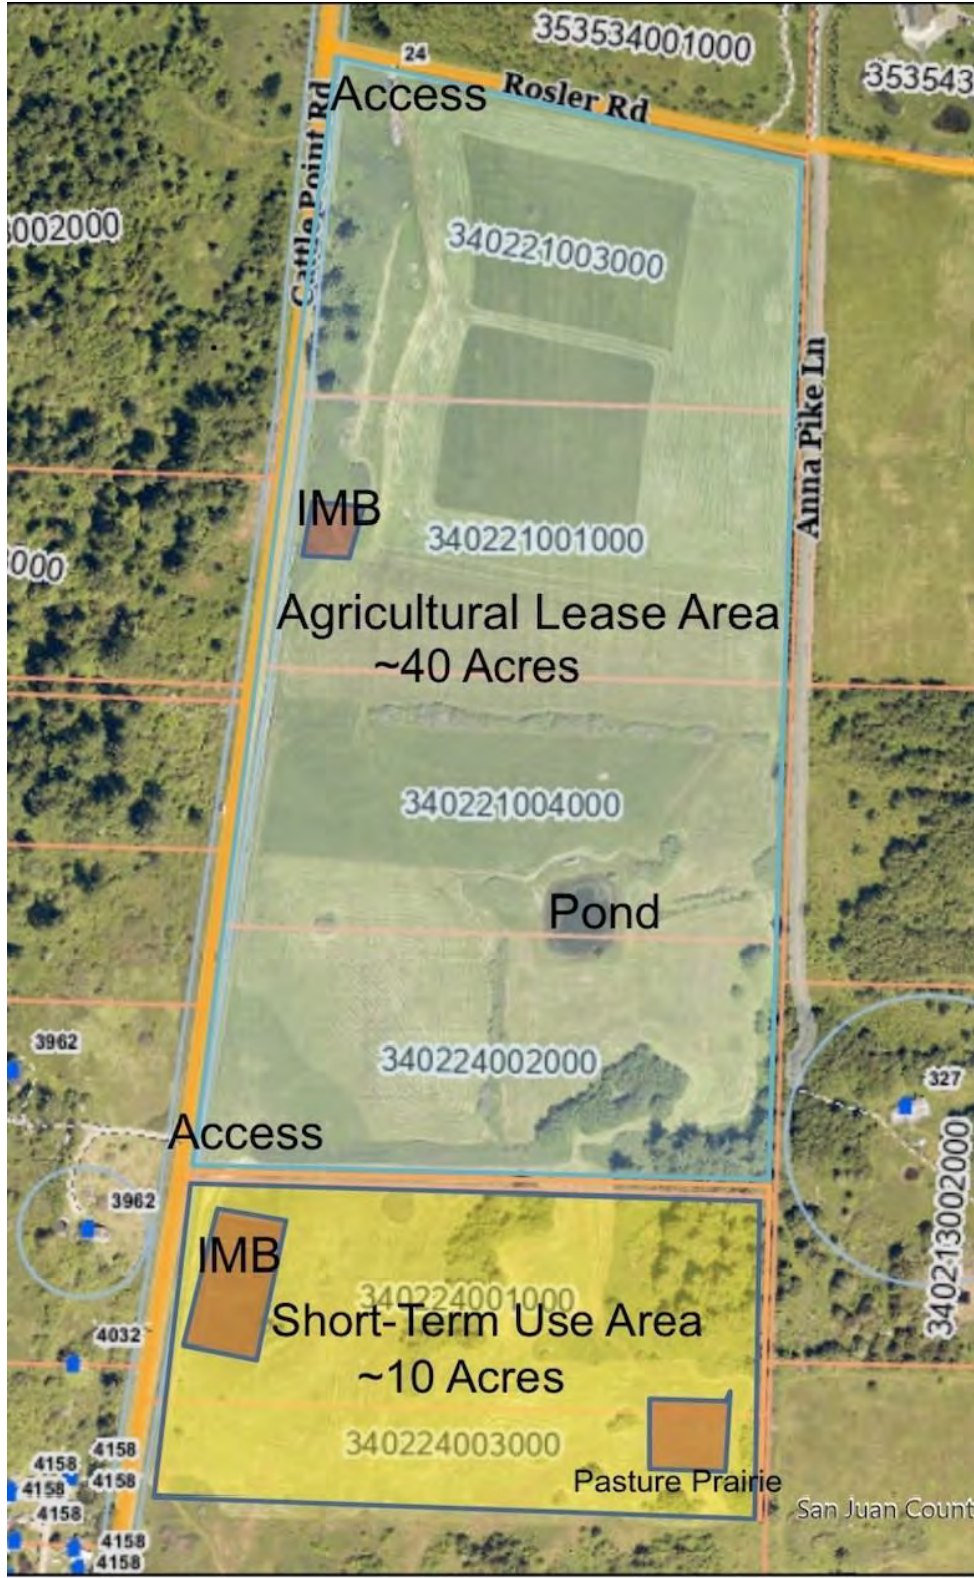 353534001000
24
353543
Access
Rosler Rd
Cattle Point Rd
002000
340221003000
Anna Pike Ln
IMB
340221001000
000
Agricultural Lease Area
~40 Acres
340221004000
Pond
3962
340224002000
327
Access
3402213002000
3962
IMB
340224001000
4032
Short-Term Use Area
~10 Acres
340224003000
4158
4158
4158
4158
4158
Pasture Prairie
San Juan Count
4158
4158